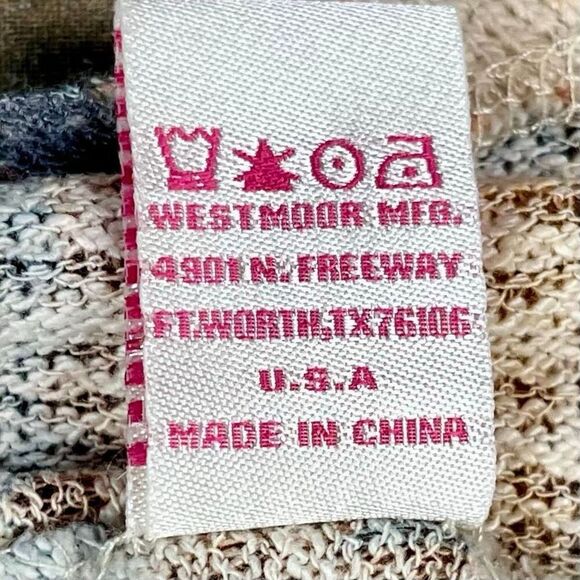 WESTMOOR MFG.
4901 N. FREEWAY
FT.WORTH,TX76106
U.S.A
MADE IN CHINA